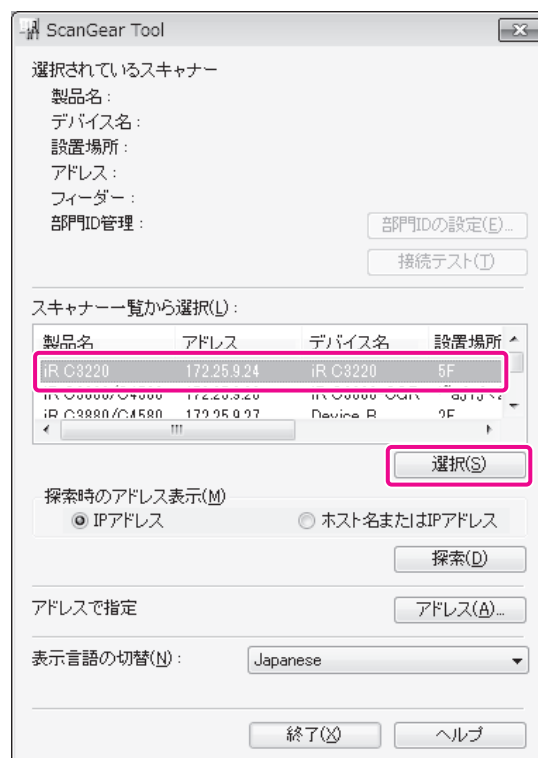 ScanGear Tool
選択されているスキャナー
製品名:
デバイス名:
設置場所:
アドレス:
フィーダー:
部門ID管理:
部門IDの設定(E)...
接続テスト(T)
スキャナー一覧から選択(L):
製品名 アドレス デバイス名 設置場所
iR C3220 172.25.9.24 iR C3220 5F
iR C3880/C4580 172.25.9.27 Device B 2F
選択(S)
探索時のアドレス表示(M)
IPアドレス ホスト名またはIPアドレス
探索(D)
アドレスで指定 アドレス(A)...
表示言語の切替(N): Japanese
終了(X) ヘルプ